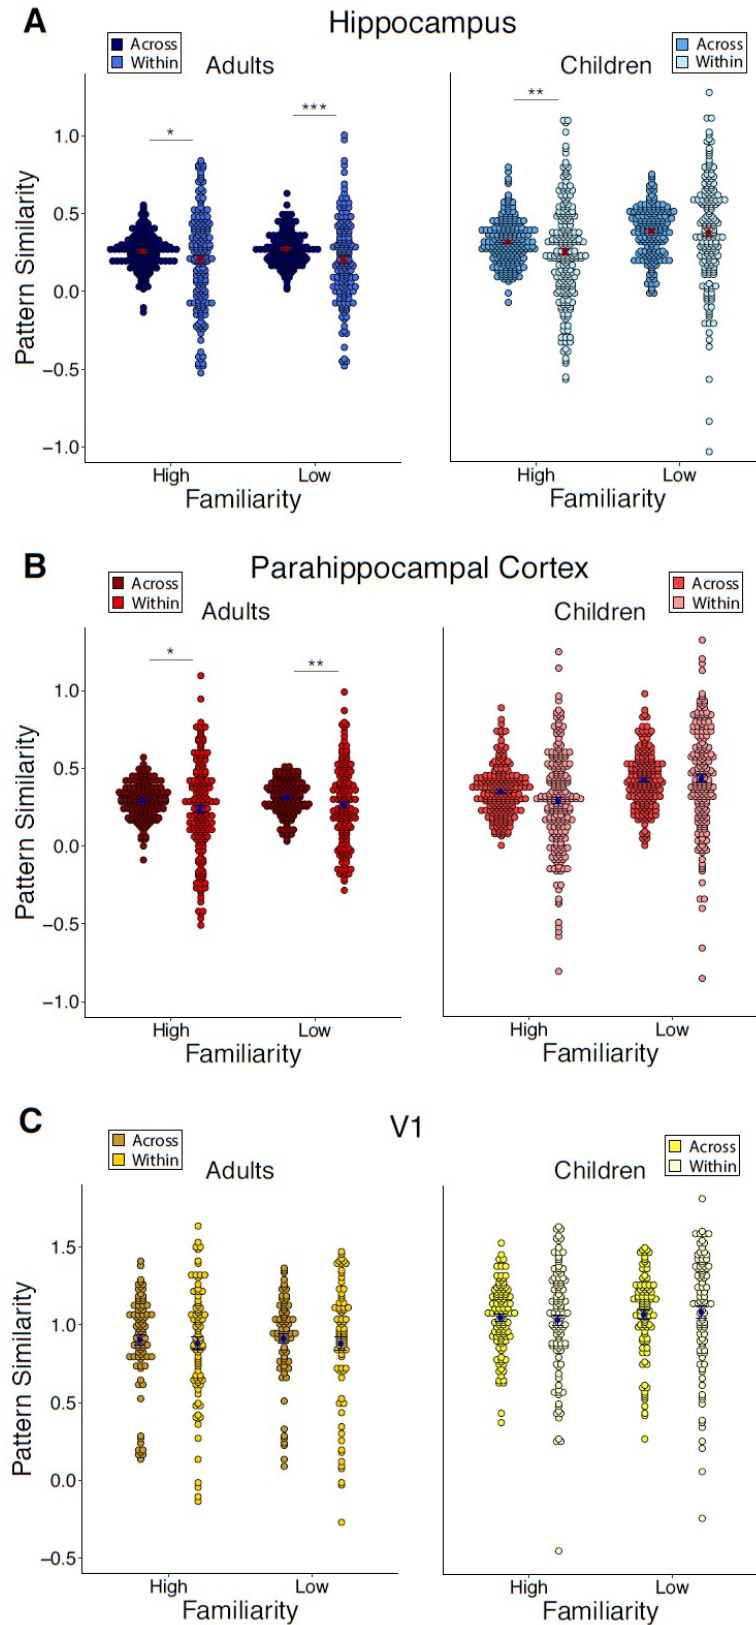 A
Hippocampus
Across
Within
Adults
Children
Across
Within
*
***
**
Pattern Similarity
1.0
0.5
0.0
−0.5
−1.0
High
Low
High
Low
Familiarity
Familiarity
B
Parahippocampal Cortex
Across
Within
Adults
Children
Across
Within
*
**
Pattern Similarity
1.0
0.5
0.0
−0.5
−1.0
High
Low
High
Low
Familiarity
Familiarity
C
V1
Across
Within
Adults
Children
Across
Within
Pattern Similarity
1.5
1.0
0.5
0.0
−0.5
High
Low
High
Low
Familiarity
Familiarity